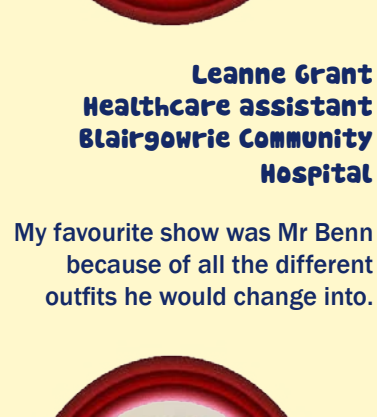 Leanne Grant
Healthcare assistant
Blairgowrie Community
Hospital
My favourite show was Mr Benn
because of all the different
outfits he would change into.